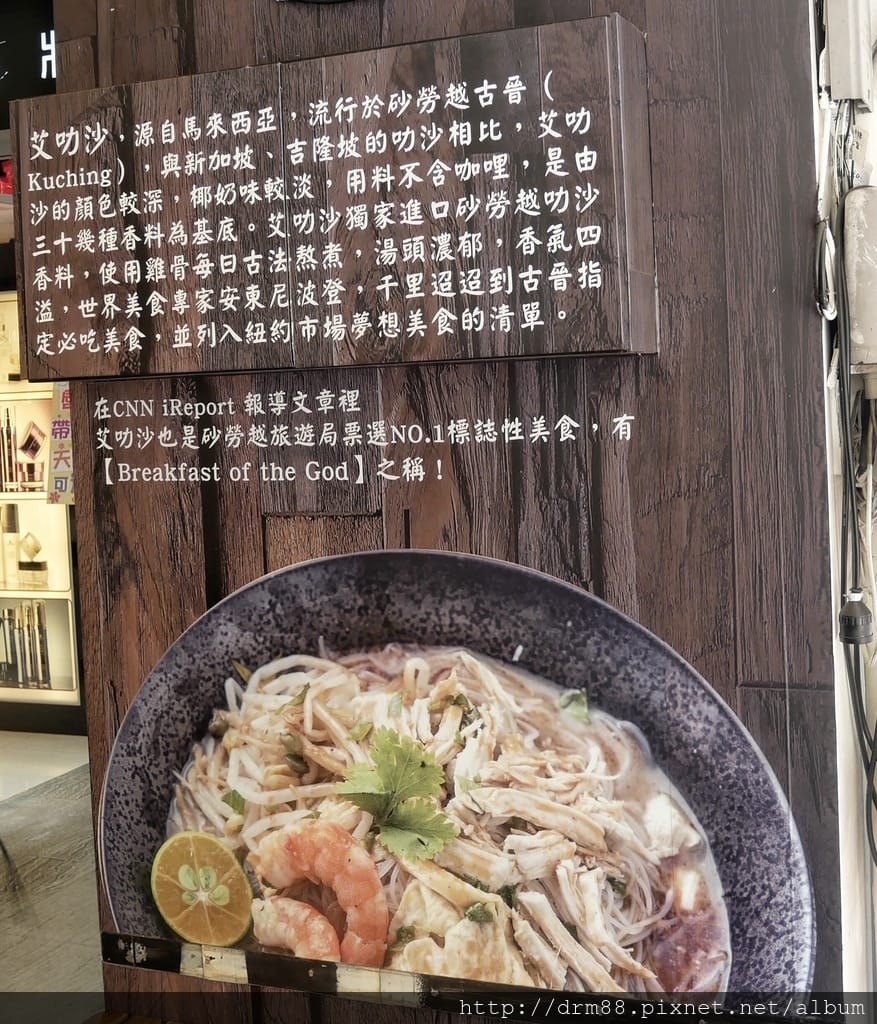 艾叻沙，源自馬來西亞，流行於砂勞越古晉（
Kuching），與新加坡、吉隆坡的叻沙相比，艾叻
沙的顏色較深，椰奶味較淡，用料不含咖哩，是由
三十幾種香料為基底。艾叻沙獨家進口砂勞越叻沙
香料，使用雞骨每日古法熬煮，湯頭濃郁，香氣四
溢，世界美食專家安東尼波登，千里迢迢到古晉指
定必吃美食，並列入紐約市場夢想美食的清單。
在CNN iReport 報導文章裡
艾叻沙也是砂勞越旅遊局票選NO.1標誌性美食，有
【Breakfast of the God】之稱！
帶
天
可
http://drm88.pixnet.net/album